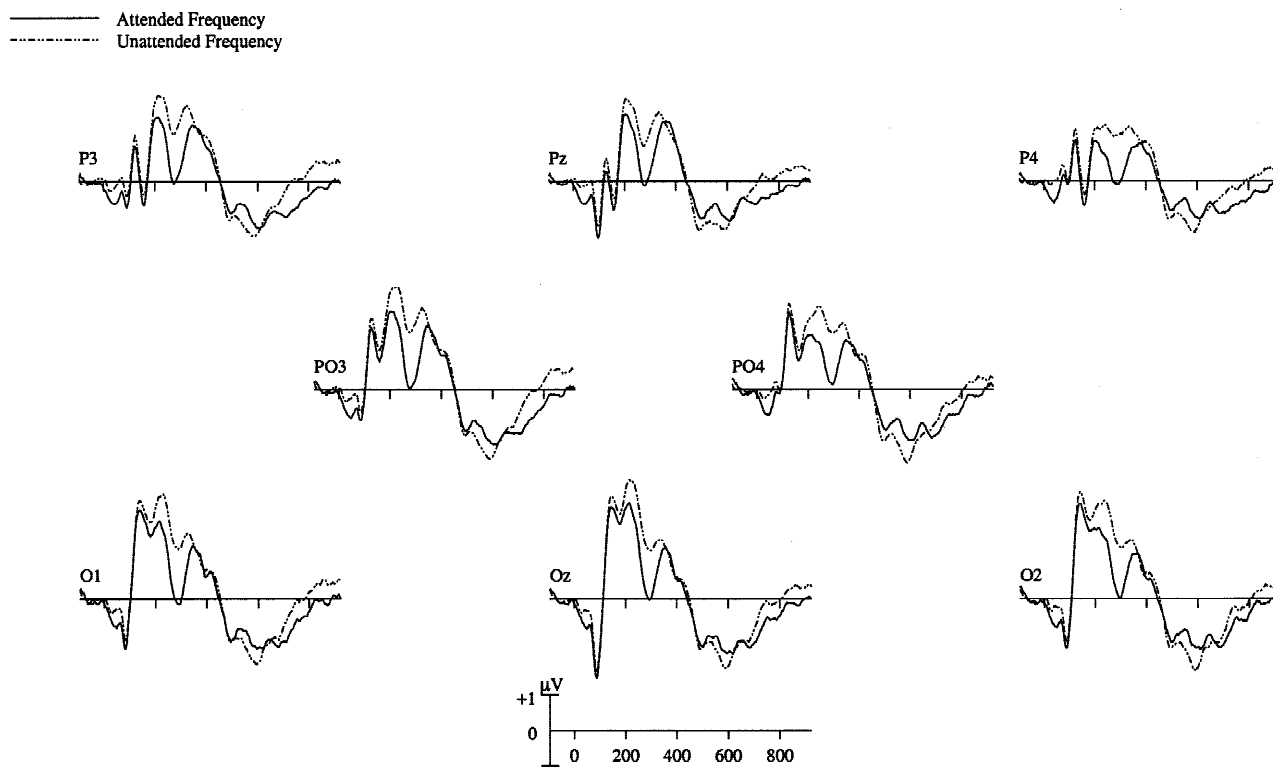 Attended Frequency
Unattended Frequency
P3 Pz P4
PO3 PO4
O1 Oz O2
µV
+1
0
0 200 400 600 800